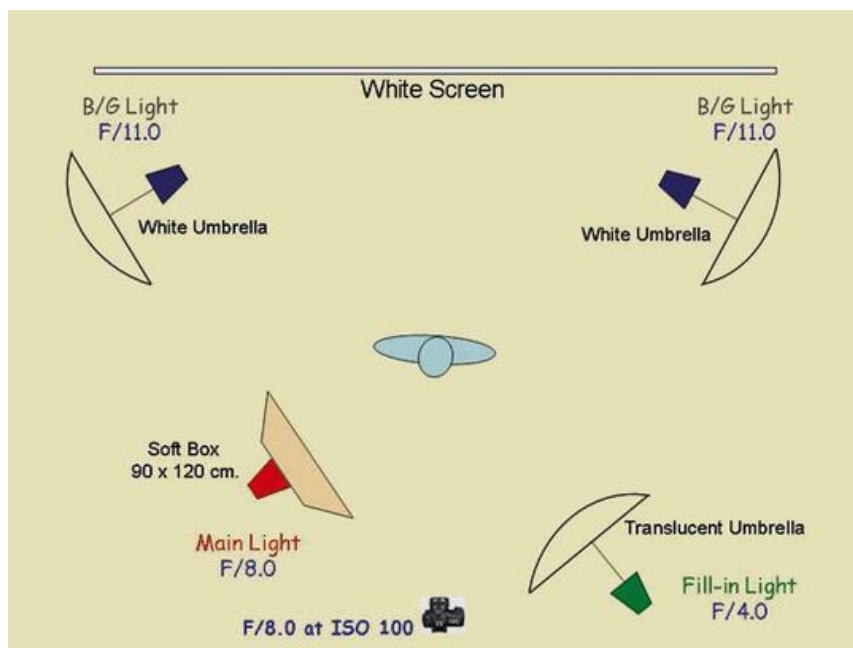 White Screen
B/G Light
F/11.0
B/G Light
F/11.0
White Umbrella
White Umbrella
Soft Box
90 x 120 cm.
Main Light
F/8.0
Translucent Umbrella
Fill-in Light
F/4.0
F/8.0 at ISO 100